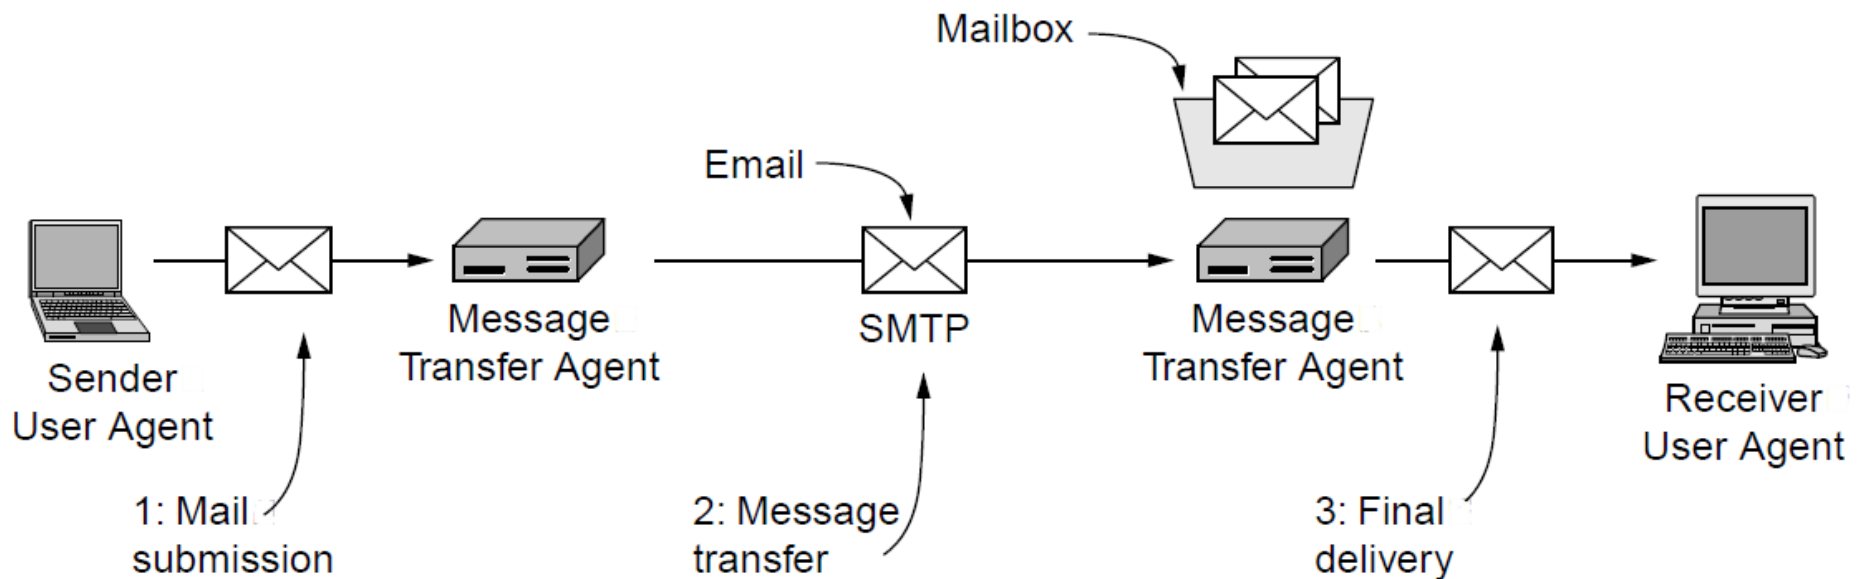 Mailbox
Email
Message
Transfer Agent
SMTP
Message
Transfer Agent
Sender
User Agent
Receiver
User Agent
1: Mail
submission
2: Message
transfer
3: Final
delivery